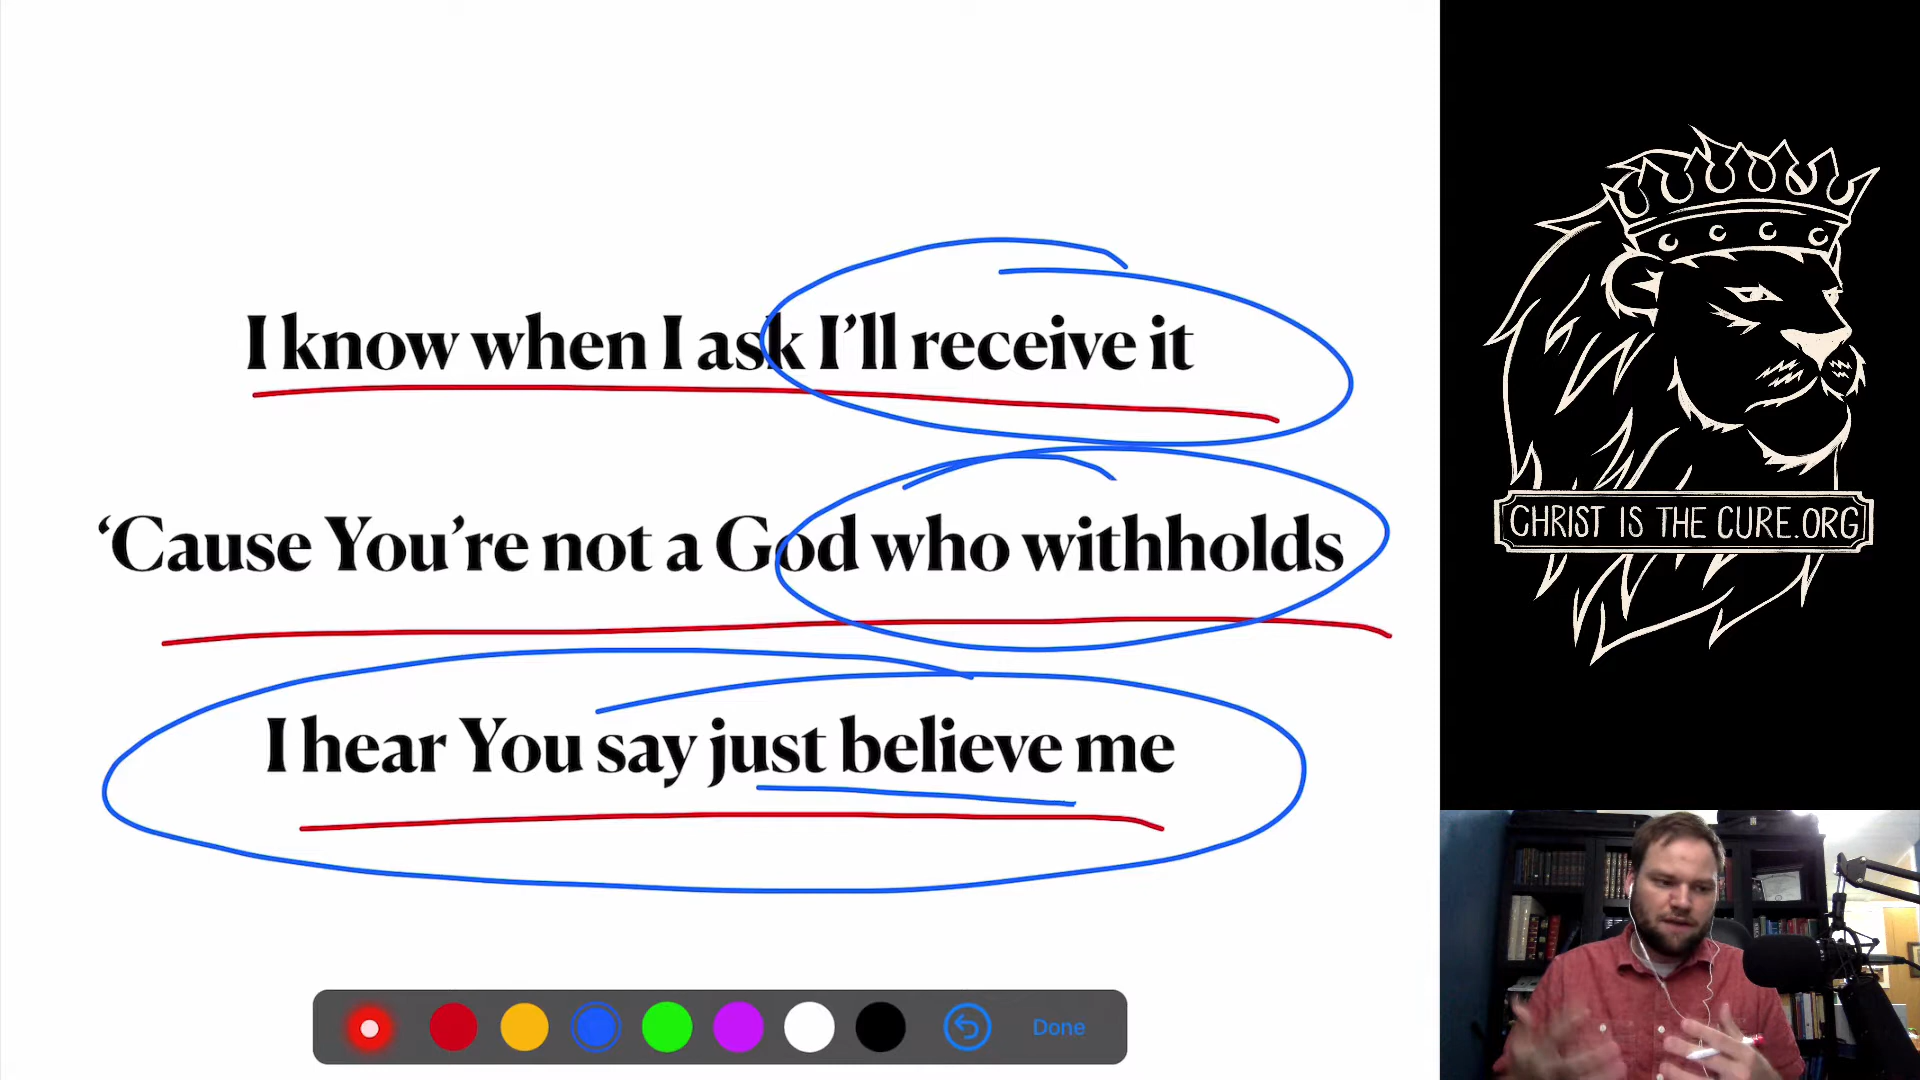 I know when I ask I’ll receive it
‘Cause You’re not a God who withholds
I hear You say just believe me
CHRIST IS THE CURE.ORG
Done